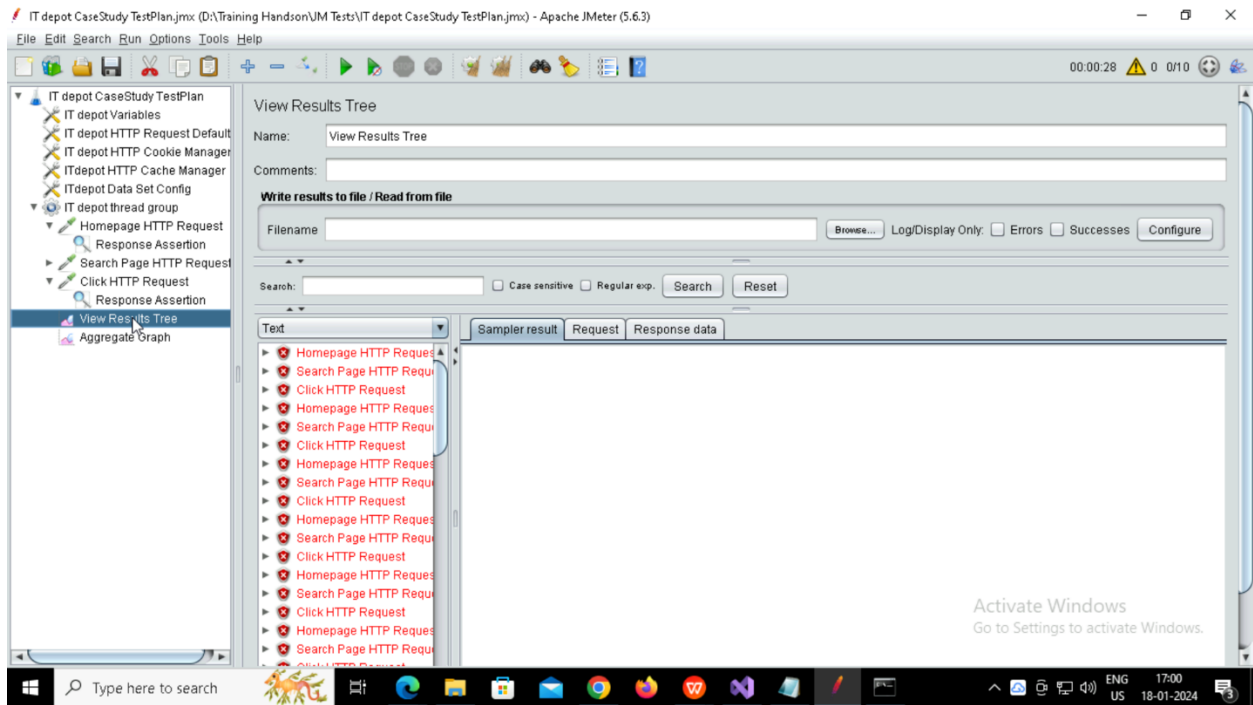 IT depot CaseStudy TestPlan.jmx (D:\Training Handson\JM Tests\IT depot CaseStudy TestPlan.jmx) - Apache JMeter (5.6.3)
File Edit Search Run Options Tools Help
00:00:28 0 0/10
IT depot CaseStudy TestPlan
IT depot Variables
IT depot HTTP Request Default
IT depot HTTP Cookie Manager
ITdepot HTTP Cache Manager
ITdepot Data Set Config
IT depot thread group
Homepage HTTP Request
Response Assertion
Search Page HTTP Request
Click HTTP Request
Response Assertion
View Results Tree
Aggregate Graph
View Results Tree
Name: View Results Tree
Comments:
Write results to file / Read from file
Filename Browse... Log/Display Only: Errors Successes Configure
Search: Case sensitive Regular exp. Search Reset
Text Sampler result Request Response data
Homepage HTTP Reques
Search Page HTTP Requ
Click HTTP Request
Homepage HTTP Reques
Search Page HTTP Requ
Click HTTP Request
Homepage HTTP Reques
Search Page HTTP Requ
Click HTTP Request
Homepage HTTP Reques
Search Page HTTP Requ
Click HTTP Request
Homepage HTTP Reques
Search Page HTTP Requ
Click HTTP Request
Homepage HTTP Reques
Search Page HTTP Requ
Activate Windows
Go to Settings to activate Windows.
Type here to search
ENG
US
17:00
18-01-2024
3